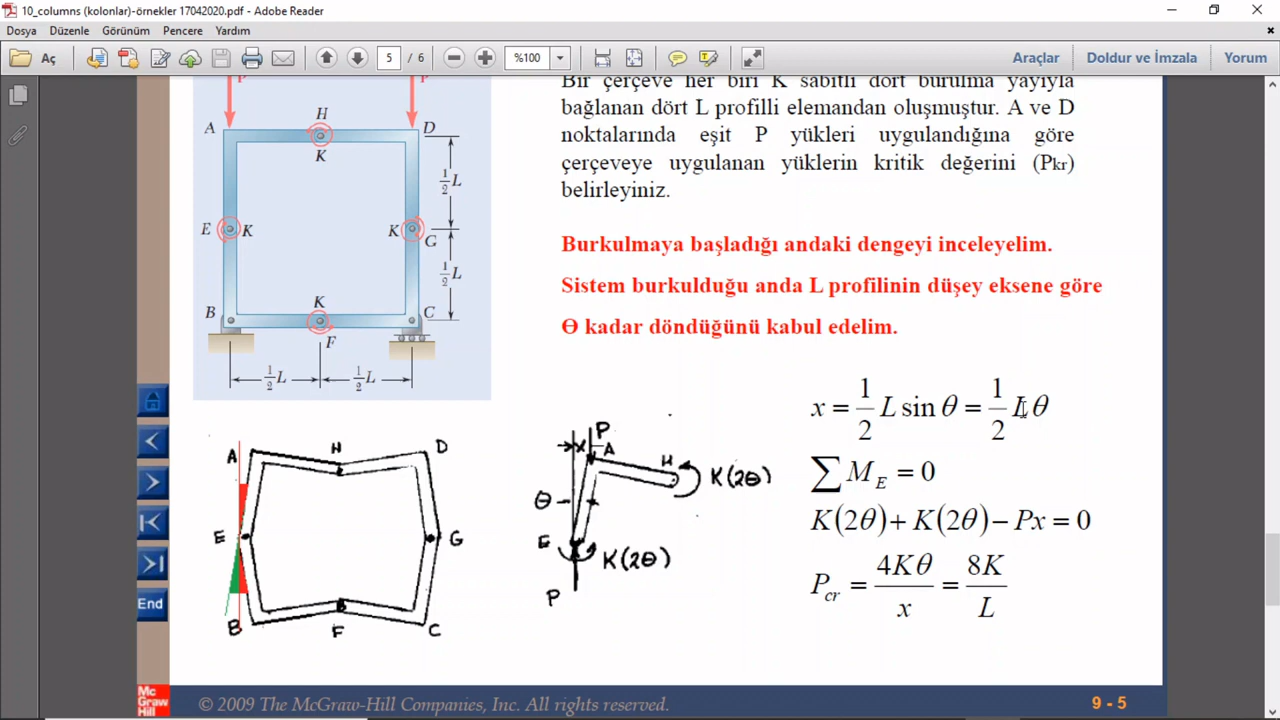 10_columns (kolonlar)-örnekler 17042020.pdf - Adobe Reader
Dosya Düzenle Görünüm Pencere Yardım
Aç 5 / 6 %100 Araçlar Doldur ve İmzala Yorum
P P
A H D
K
1/2 L
E K K G
1/2 L
K
B C
F
1/2 L 1/2 L
Bir çerçeve her biri K sabitli dört burulma yayıyla
bağlanan dört L profilli elemandan oluşmuştur. A ve D
noktalarında eşit P yükleri uygulandığına göre
çerçeveye uygulanan yüklerin kritik değerini (Pkr)
belirleyiniz.
Burkulmaya başladığı andaki dengeyi inceleyelim.
Sistem burkulduğu anda L profilinin düşey eksene göre
Ɵ kadar döndüğünü kabul edelim.
A H D
E G
B F C
P
x A H
K(2θ)
θ
E
K(2θ)
P
x = 1/2 L sin θ = 1/2 L θ
∑ M_E = 0
K(2θ) + K(2θ) − Px = 0
P_cr = 4Kθ/x = 8K/L
End
Mc
Graw
Hill
© 2009 The McGraw-Hill Companies, Inc. All rights reserved.
9 - 5